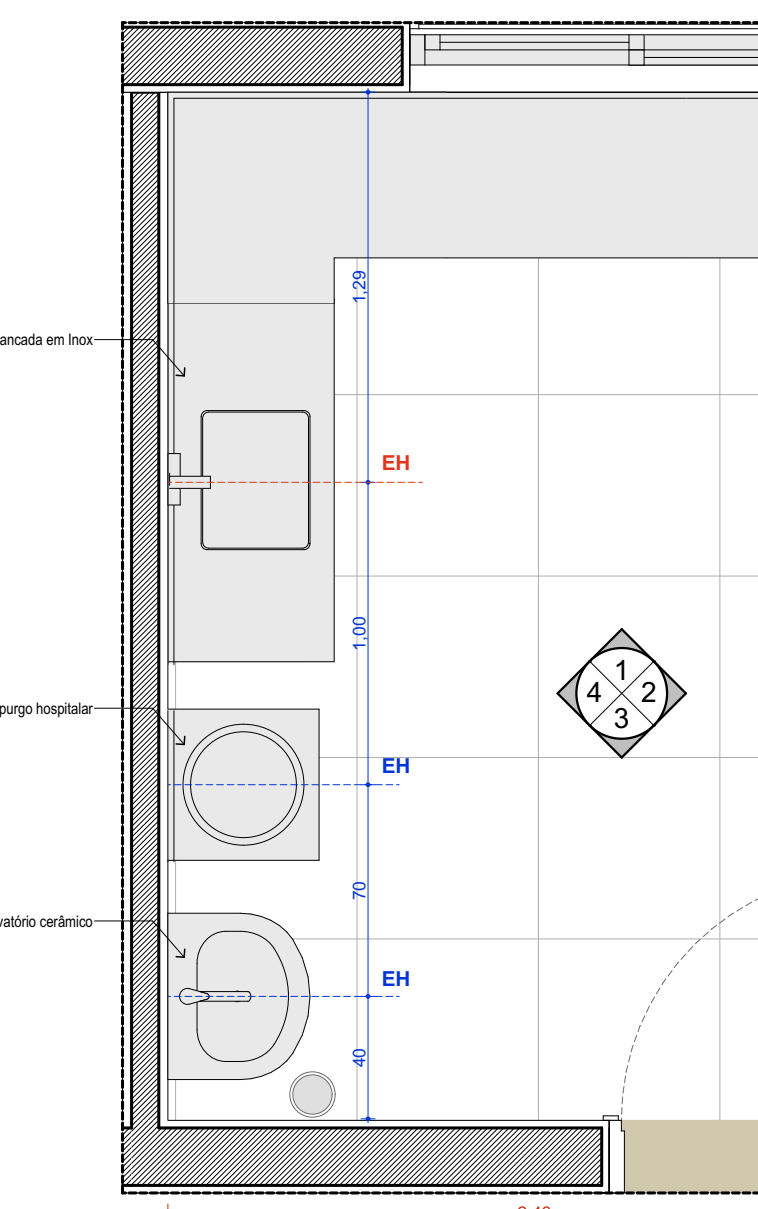 1,29
ancada em Inox
EH
1,00
1
4 2
3
purgo hospitalar
EH
70
vatório cerâmico
EH
40